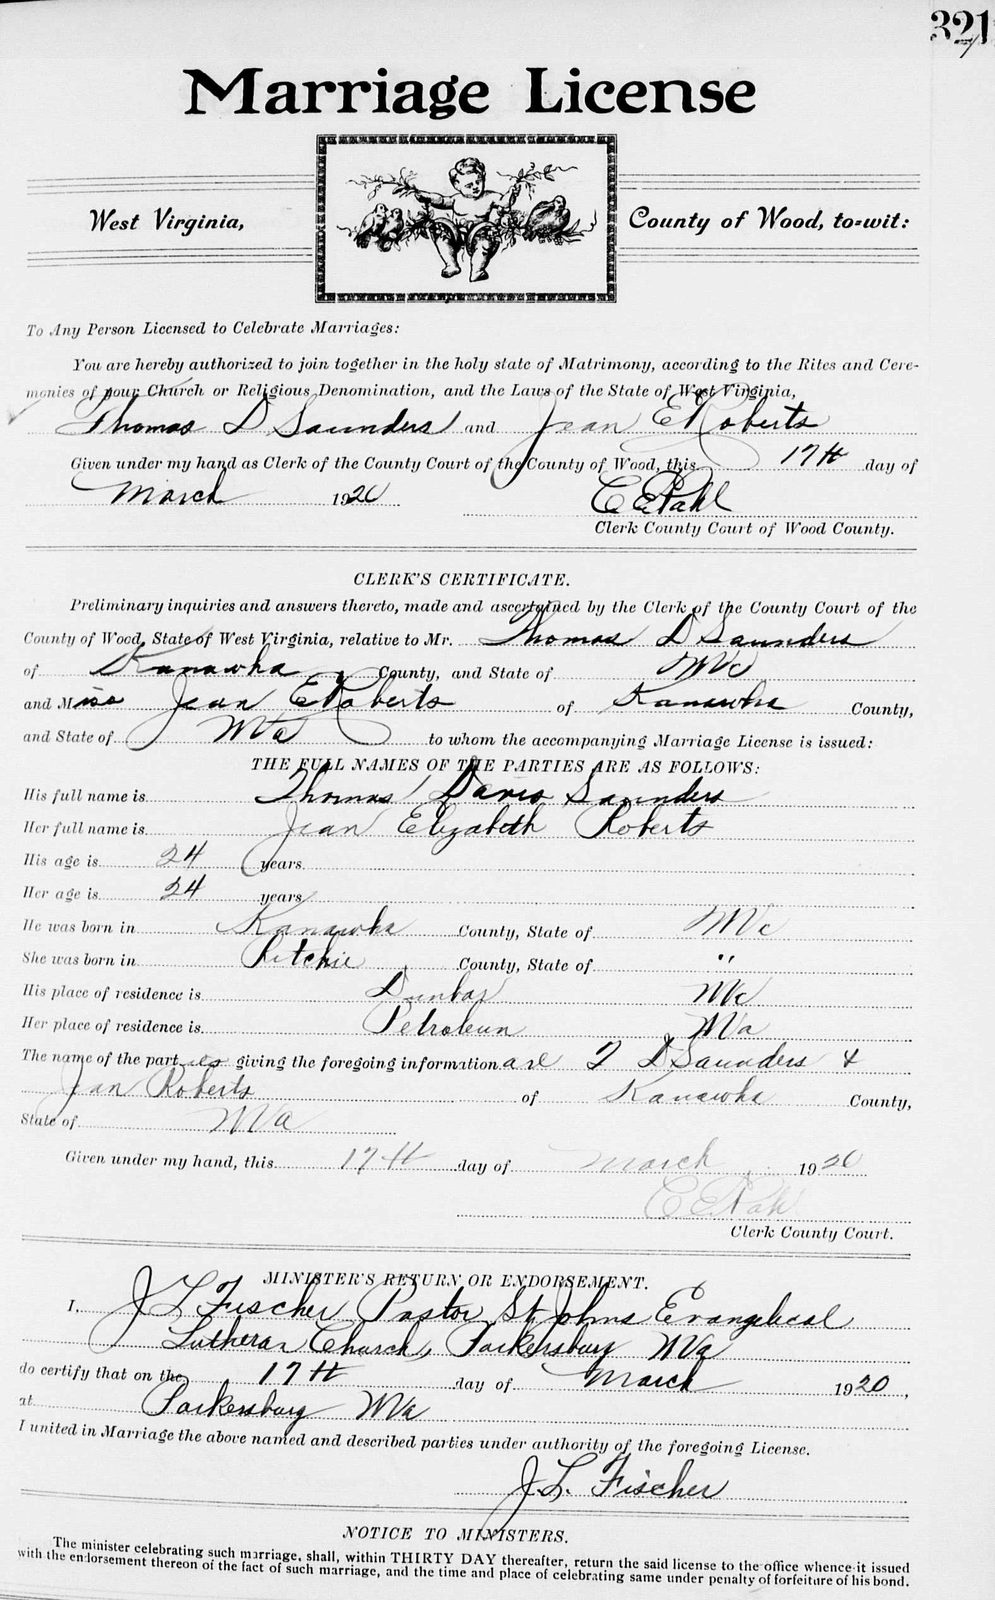 321
Marriage License
West Virginia, County of Wood, to-wit:
To Any Person Licensed to Celebrate Marriages:
You are hereby authorized to join together in the holy state of Matrimony, according to the Rites and Cere-
monies of your Church or Religious Denomination, and the Laws of the State of West Virginia,
Thomas D Saunders and Jean E Roberts
Given under my hand as Clerk of the County Court of the County of Wood, this 17th day of
March 1920 C E Pahl
Clerk County Court of Wood County.
CLERK'S CERTIFICATE.
Preliminary inquiries and answers thereto, made and ascertained by the Clerk of the County Court of the
County of Wood, State of West Virginia, relative to Mr. Thomas D Saunders
of Kanawha County, and State of WVa
and Miss Jean E Roberts of Kanawha County,
and State of WVa to whom the accompanying Marriage License is issued:
THE FULL NAMES OF THE PARTIES ARE AS FOLLOWS:
His full name is Thomas Davis Saunders
Her full name is Jean Elizabeth Roberts
His age is 24 years
Her age is 24 years
He was born in Kanawha County, State of WVa
She was born in Ritchie County, State of "
His place of residence is Dunbar WVa
Her place of residence is Petroleum WVa
The name of the parties giving the foregoing information are T D Saunders &
Jean Roberts of Kanawha County,
State of WVa
Given under my hand, this 17th day of March 1920
C E Pahl
Clerk County Court.
MINISTER'S RETURN OR ENDORSEMENT.
I. J L Fischer Pastor St Johns Evangelical
Lutheran Church, Parkersburg WVa
do certify that on the 17th day of March 1920,
at Parkersburg WVa
I united in Marriage the above named and described parties under authority of the foregoing License.
J. L. Fischer
NOTICE TO MINISTERS.
The minister celebrating such marriage, shall, within THIRTY DAY thereafter, return the said license to the office whence it issued
with the endorsement thereon of the fact of such marriage, and the time and place of celebrating same under penalty of forfeiture of his bond.